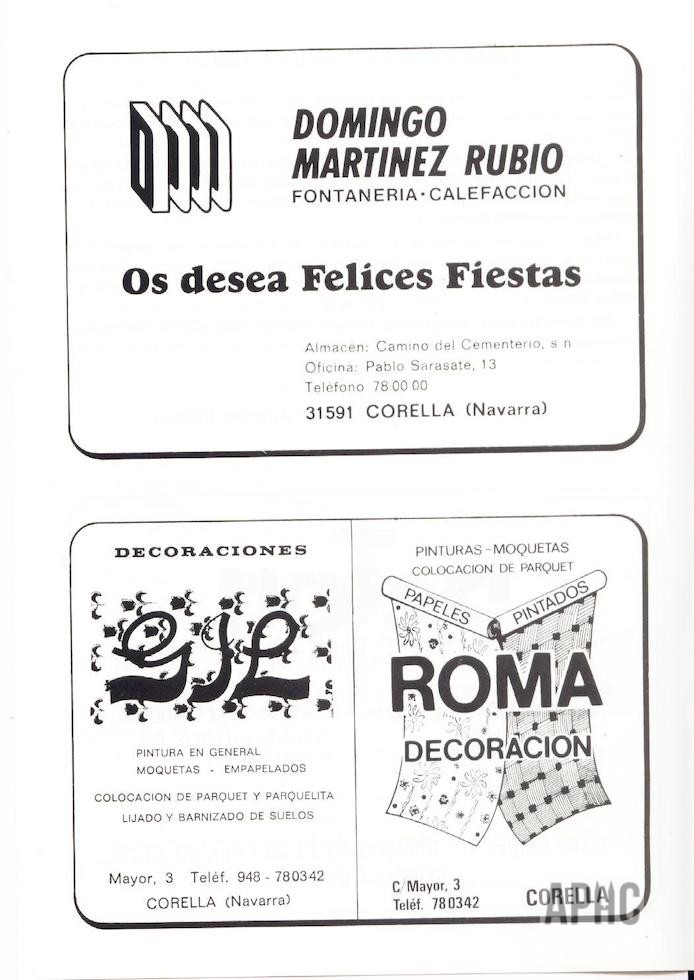 DOMINGO
MARTINEZ RUBIO
FONTANERIA·CALEFACCION
Os desea Felices Fiestas
Almacén: Camino del Cementerio, s n
Oficina: Pablo Sarasate, 13
Teléfono 78 00 00
31591 CORELLA (Navarra)
DECORACIONES
GIL
PINTURA EN GENERAL
MOQUETAS - EMPAPELADOS
COLOCACION DE PARQUET Y PARQUELITA
LIJADO Y BARNIZADO DE SUELOS
Mayor, 3 Teléf. 948 - 780342
CORELLA (Navarra)
PINTURAS-MOQUETAS
COLOCACION DE PARQUET
PAPELES PINTADOS
ROMA
DECORACION
C/Mayor, 3
Teléf. 780342
CORELLA
APHC